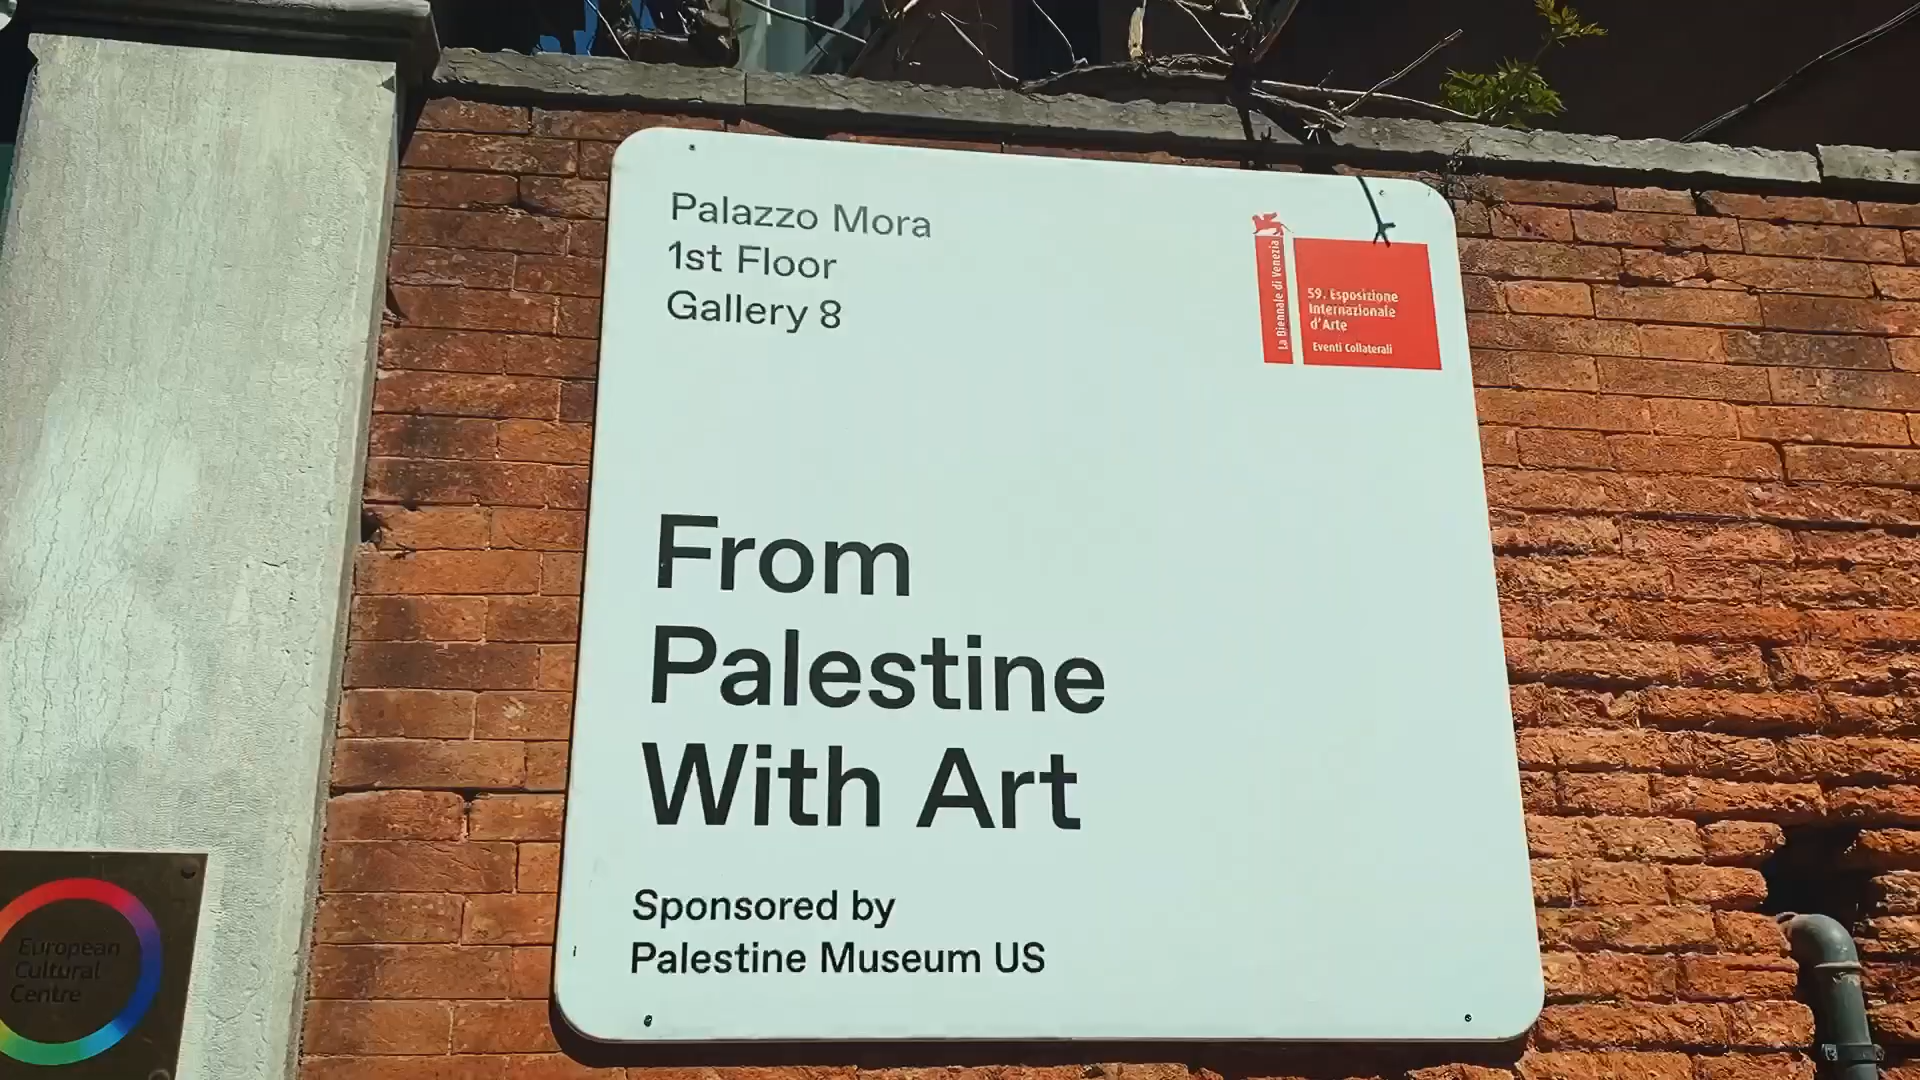 Palazzo Mora
1st Floor
Gallery 8
La Biennale di Venezia
59. Esposizione
Internazionale
d'Arte
Eventi Collaterali
From
Palestine
With Art
Sponsored by
Palestine Museum US
European
Cultural
Centre